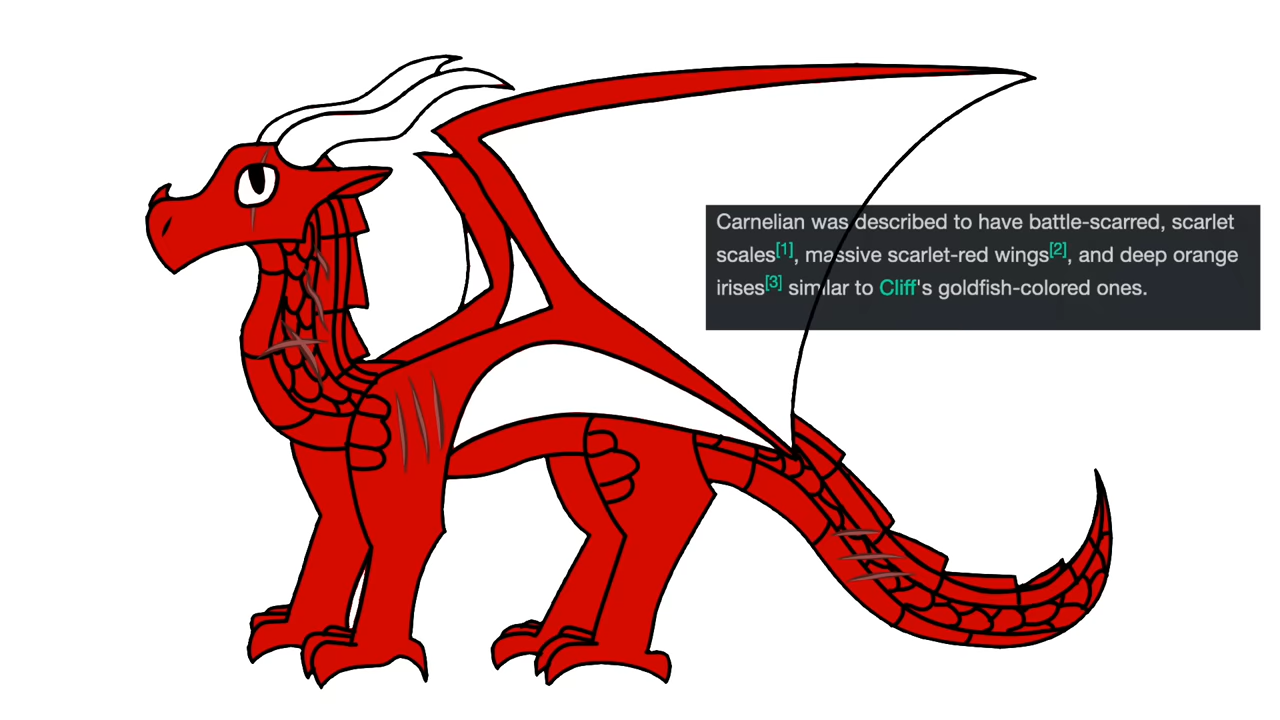 Carnelian was described to have battle-scarred, scarlet
scales[1], massive scarlet-red wings[2], and deep orange
irises[3] similar to Cliff's goldfish-colored ones.